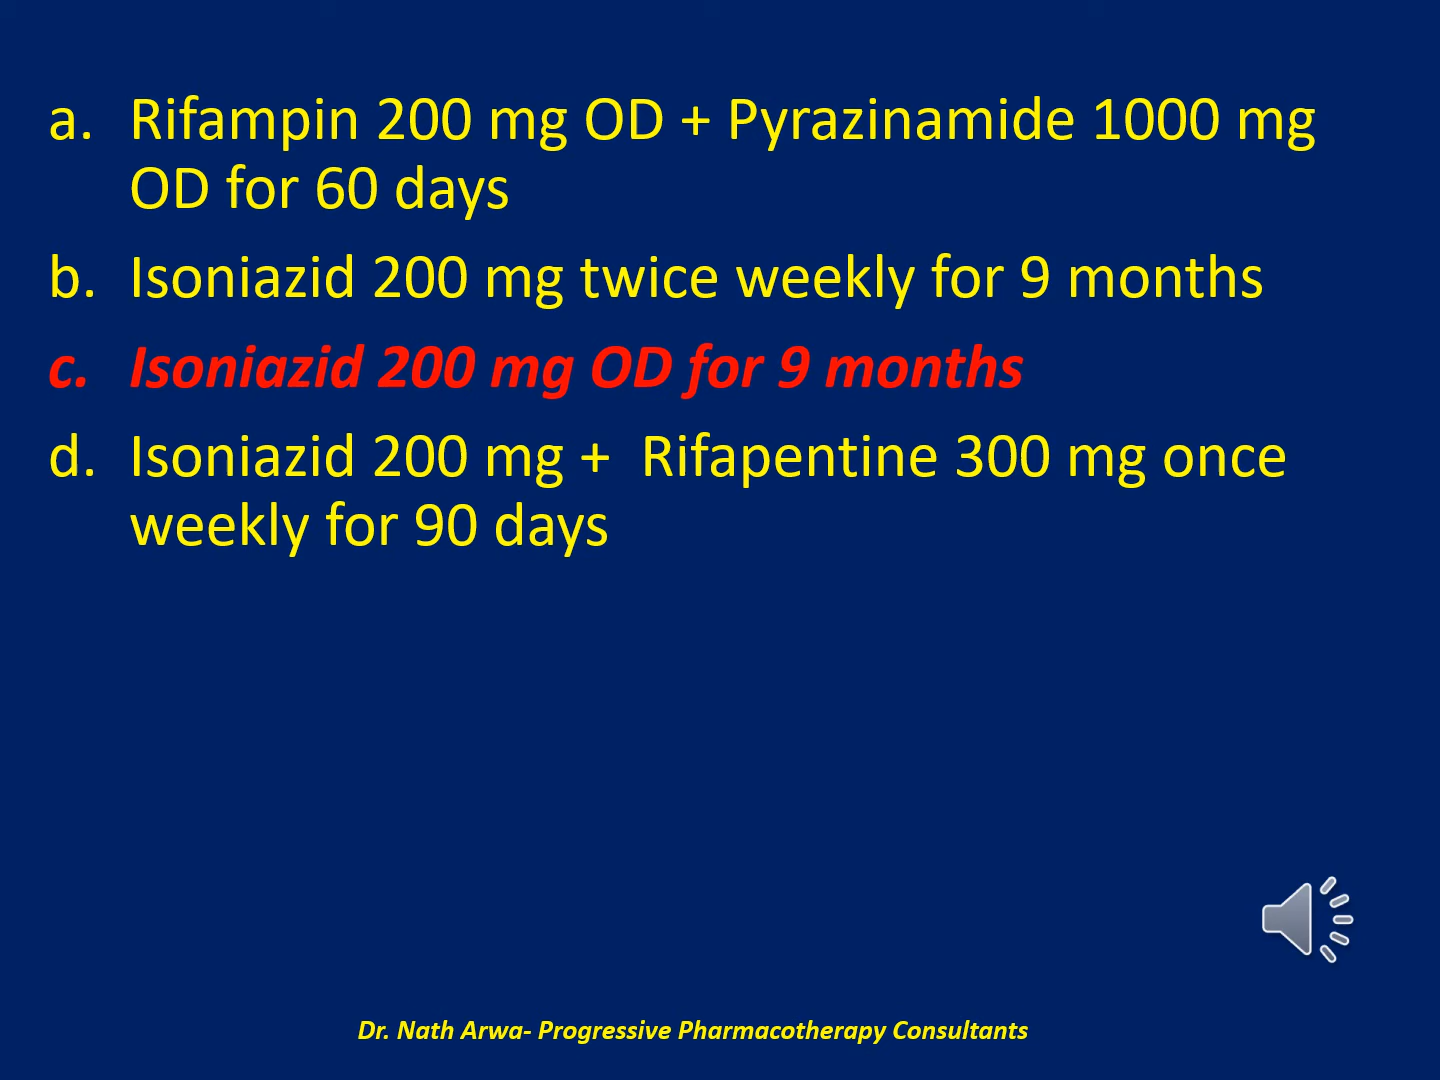 a. Rifampin 200 mg OD + Pyrazinamide 1000 mg
OD for 60 days
b. Isoniazid 200 mg twice weekly for 9 months
c. Isoniazid 200 mg OD for 9 months
d. Isoniazid 200 mg + Rifapentine 300 mg once
weekly for 90 days
Dr. Nath Arwa- Progressive Pharmacotherapy Consultants